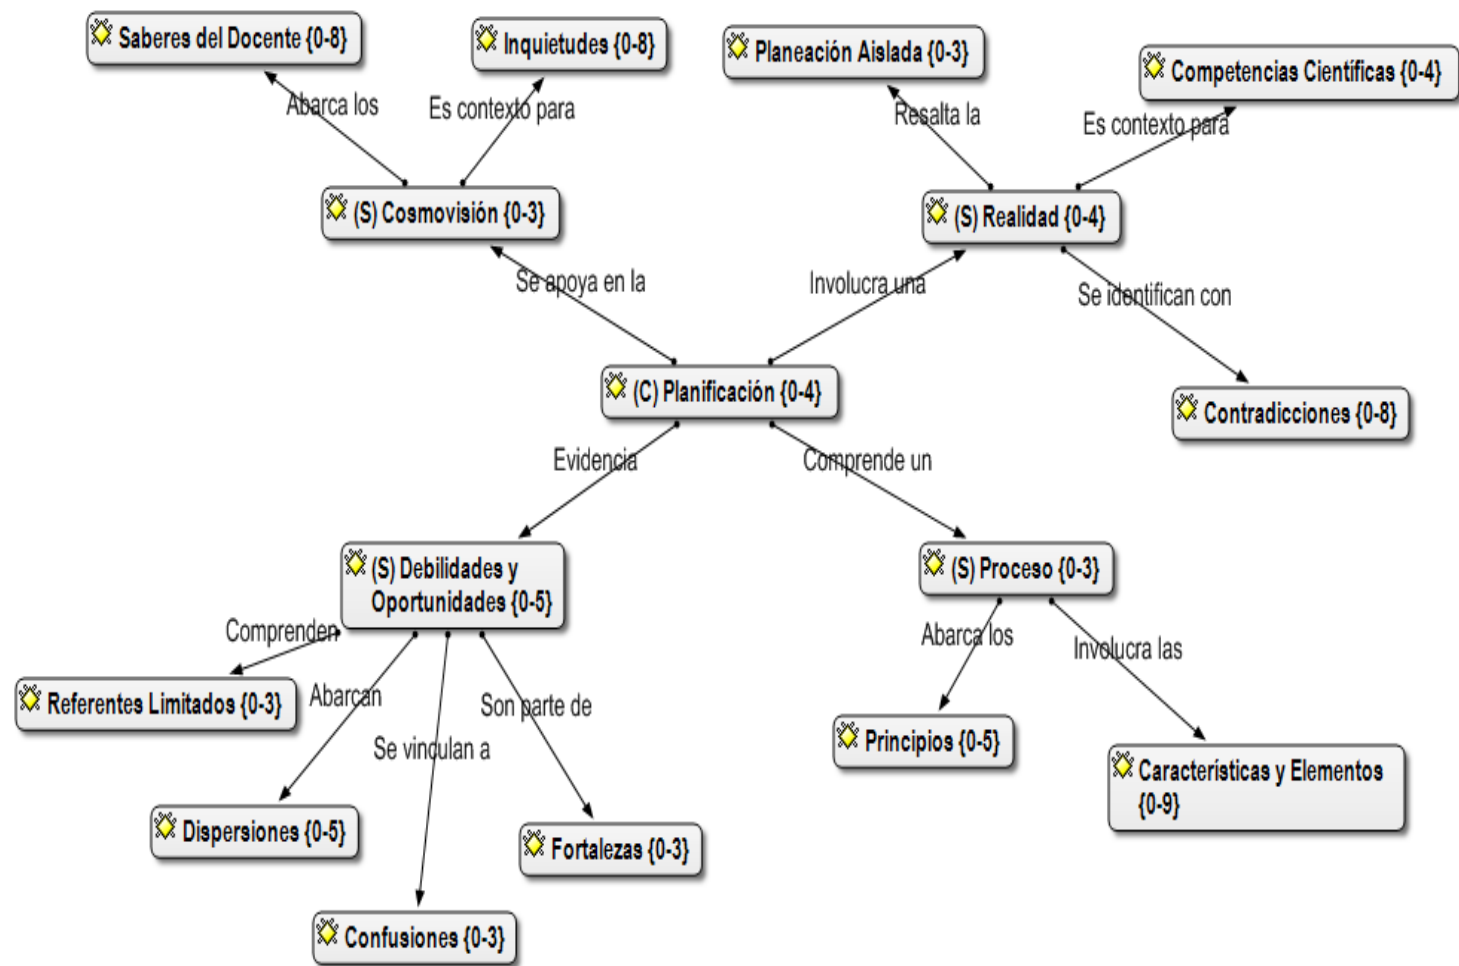 Saberes del Docente {0-8}
Inquietudes {0-8}
Planeación Aislada {0-3}
Competencias Científicas {0-4}
Abarca los
Es contexto para
Resalta la
Es contexto para
(S) Cosmovisión {0-3}
(S) Realidad {0-4}
Se apoya en la
Involucra una
Se identifican con
(C) Planificación {0-4}
Contradicciones {0-8}
Evidencia
Comprende un
(S) Debilidades y
Oportunidades {0-5}
(S) Proceso {0-3}
Comprenden
Abarca los
Involucra las
Referentes Limitados {0-3}
Abarcan
Son parte de
Se vinculan a
Principios {0-5}
Características y Elementos
{0-9}
Dispersiones {0-5}
Fortalezas {0-3}
Confusiones {0-3}